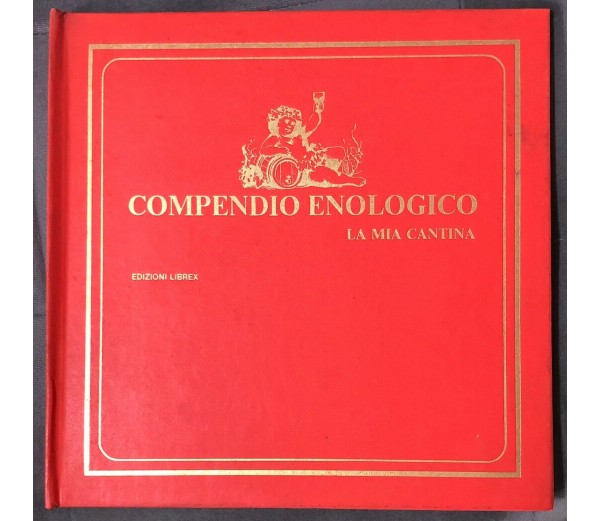 COMPENDIO ENOLOGICO
LA MIA CANTINA
EDIZIONI LIBREX